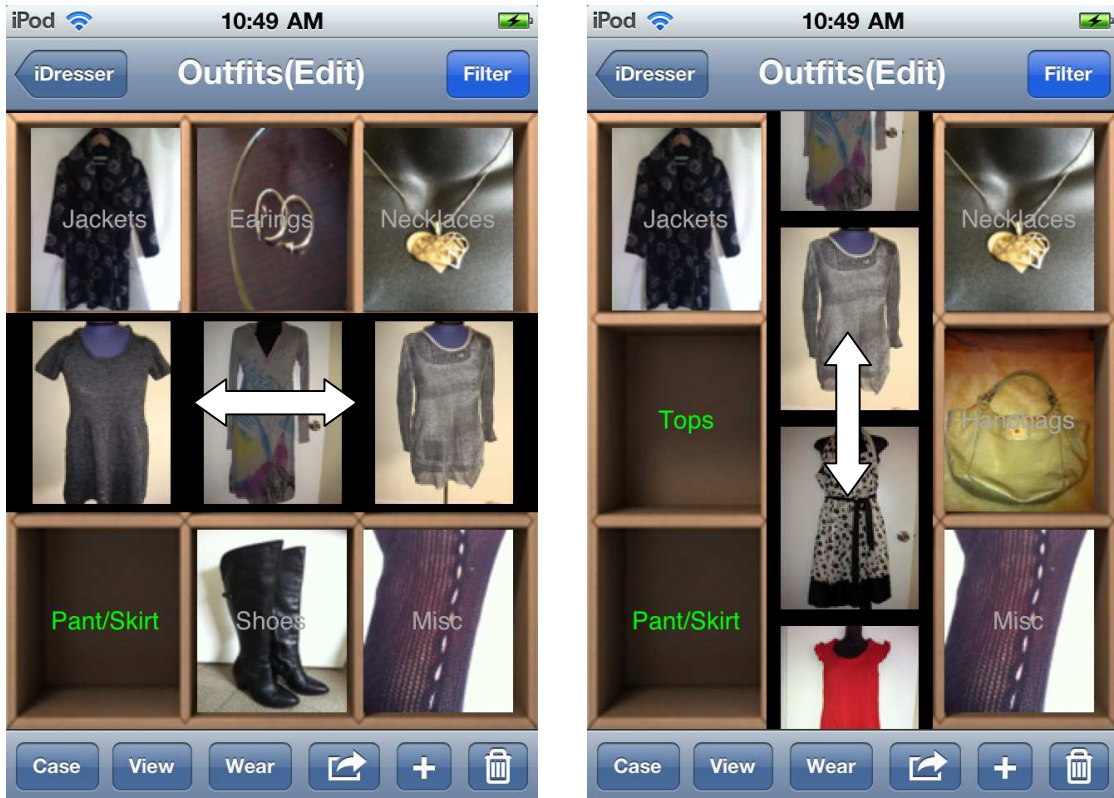 iPod 10:49 AM
iDresser Outfits(Edit) Filter
Jackets Earings Necklaces
Pant/Skirt Shoes Misc
Case View Wear
iPod 10:49 AM
iDresser Outfits(Edit) Filter
Jackets Necklaces
Tops Handbags
Pant/Skirt Misc
Case View Wear